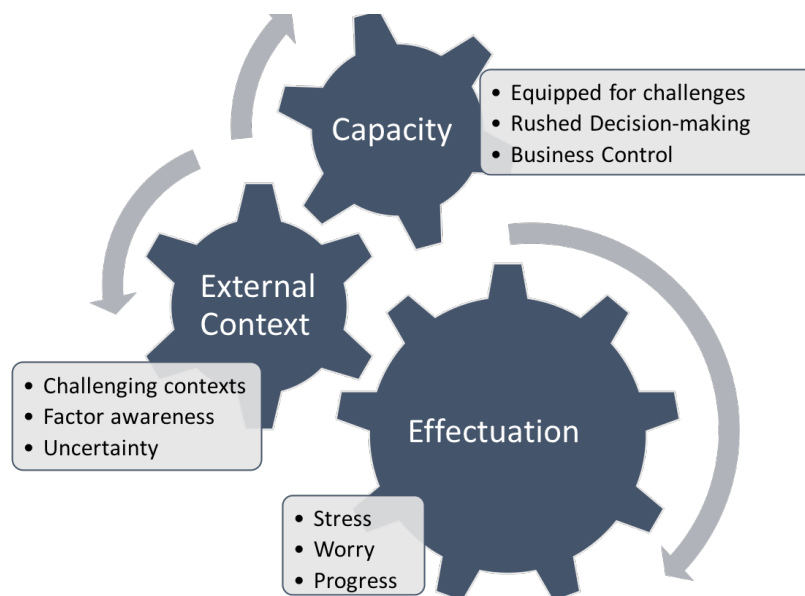 Capacity
• Equipped for challenges
• Rushed Decision-making
• Business Control
External
Context
• Challenging contexts
• Factor awareness
• Uncertainty
Effectuation
• Stress
• Worry
• Progress